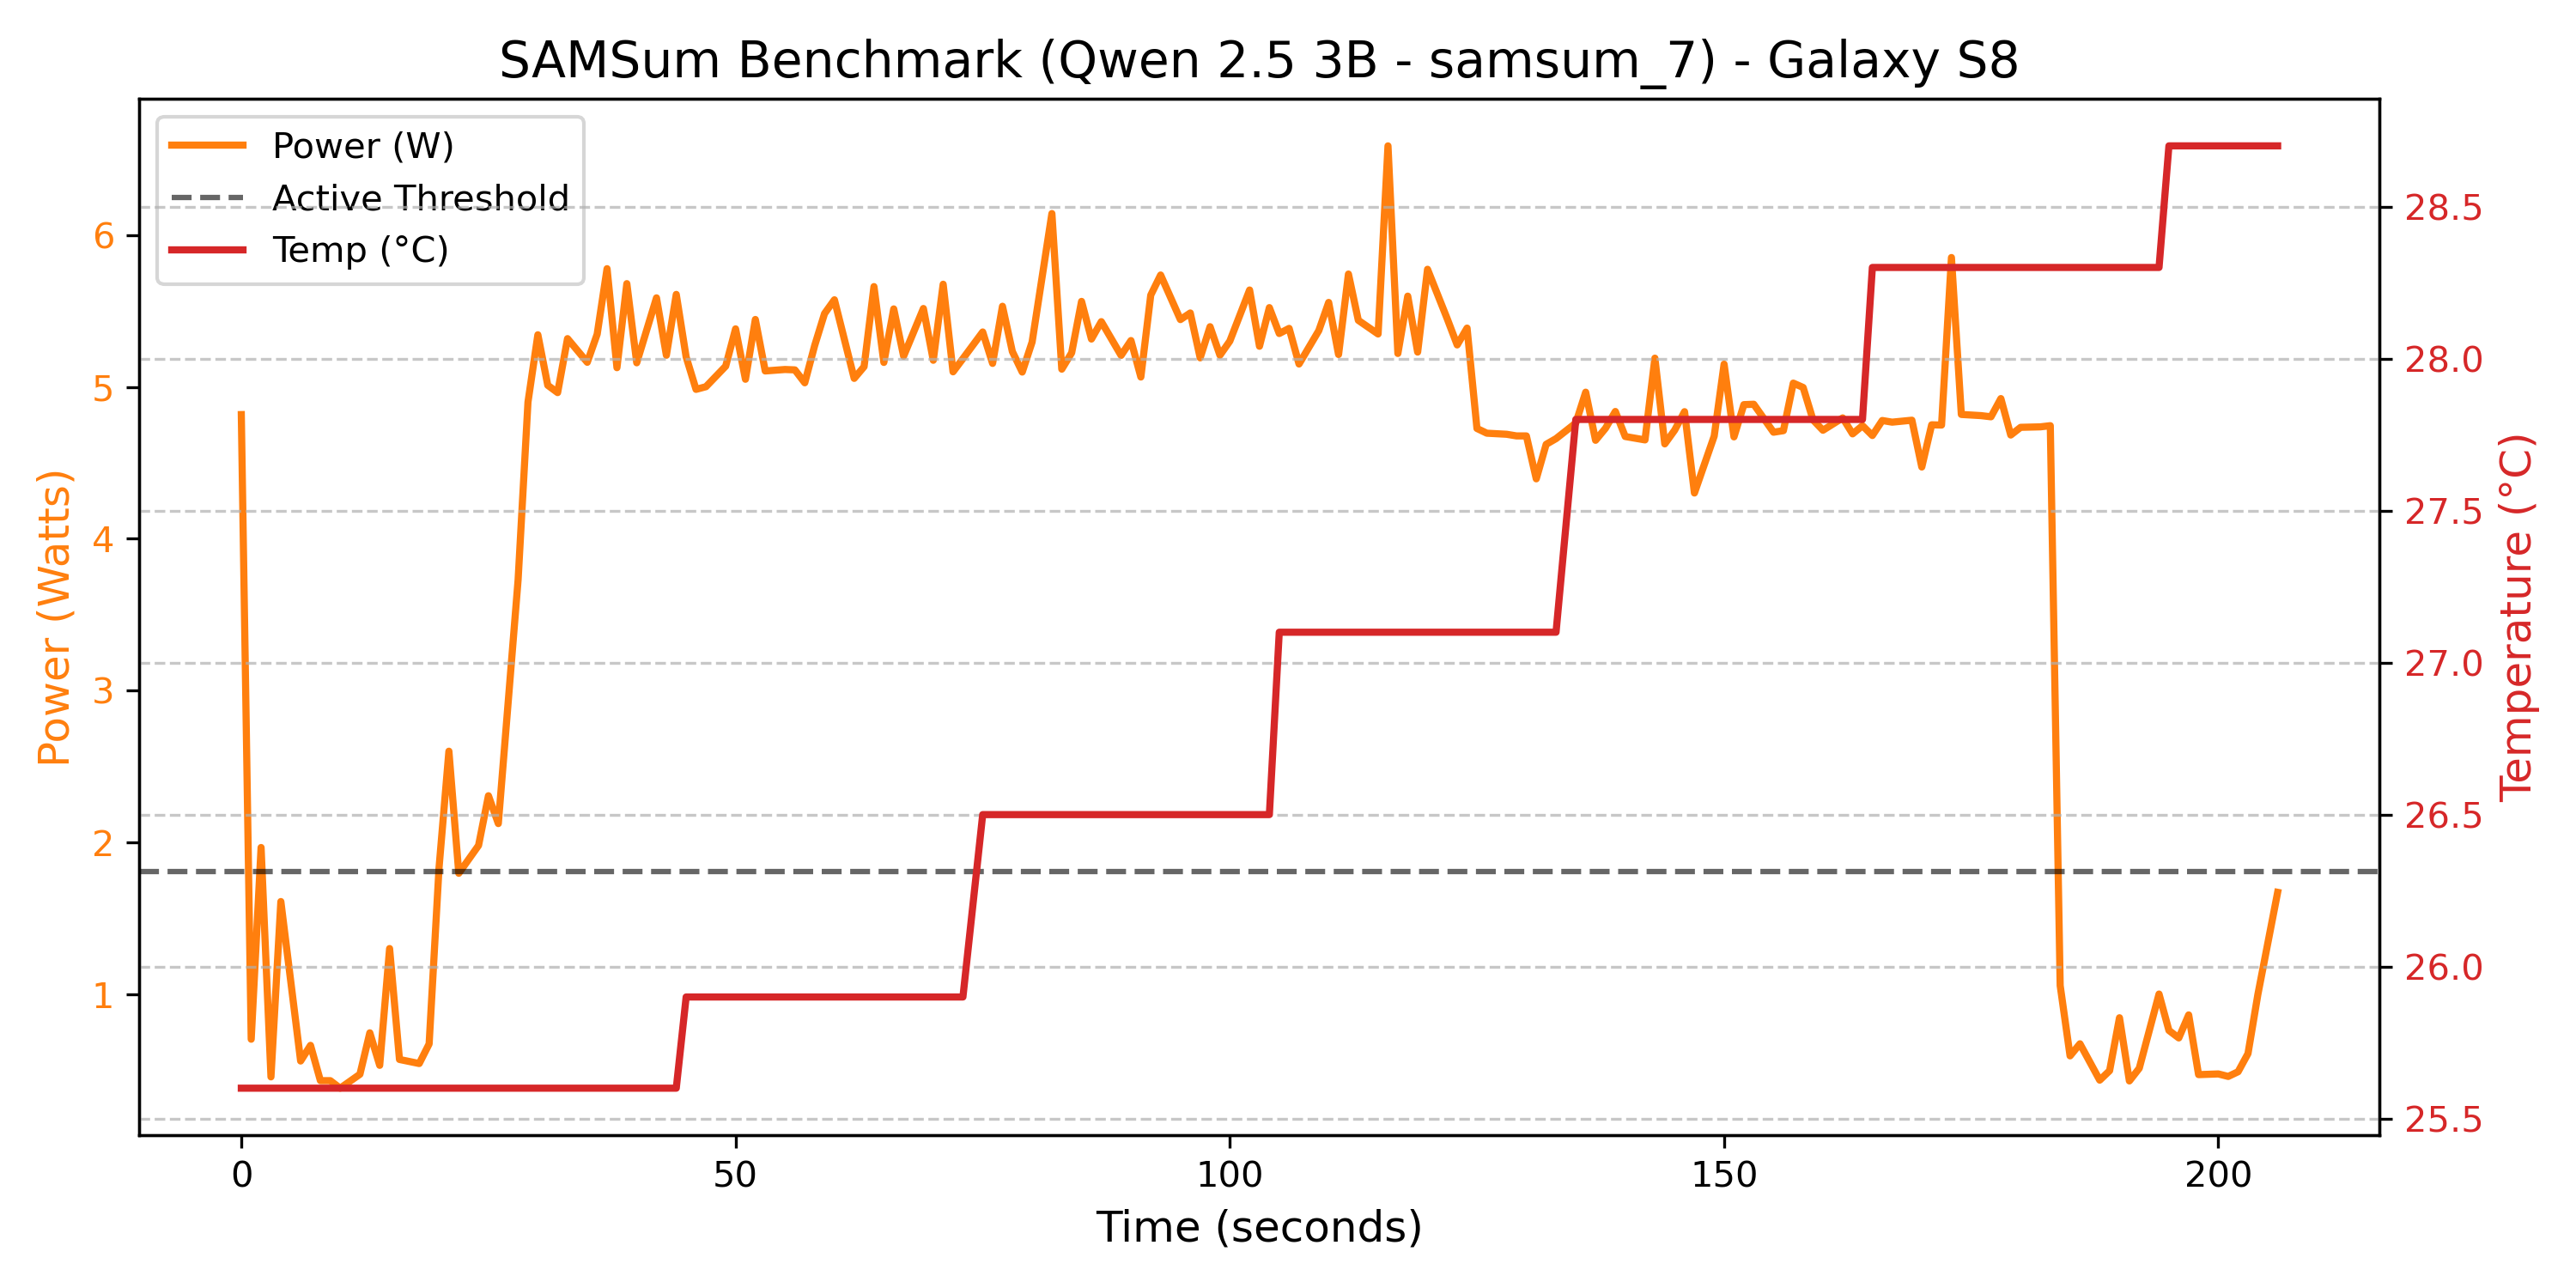 SAMSum Benchmark (Qwen 2.5 3B - samsum_7) - Galaxy S8
Power (W)
Active Threshold
Temp (°C)
Power (Watts)
6
5
4
3
2
1
28.5
28.0
27.5
27.0
26.5
26.0
25.5
Temperature (°C)
0 50 100 150 200
Time (seconds)